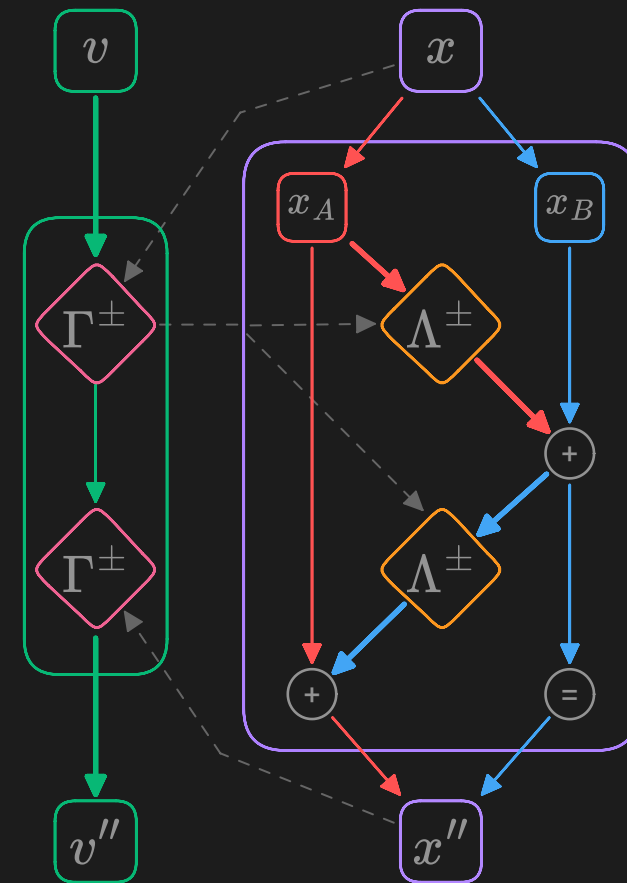 v x
x_A x_B
Γ^± Λ^±
+
Γ^± Λ^±
+ =
v″ x″